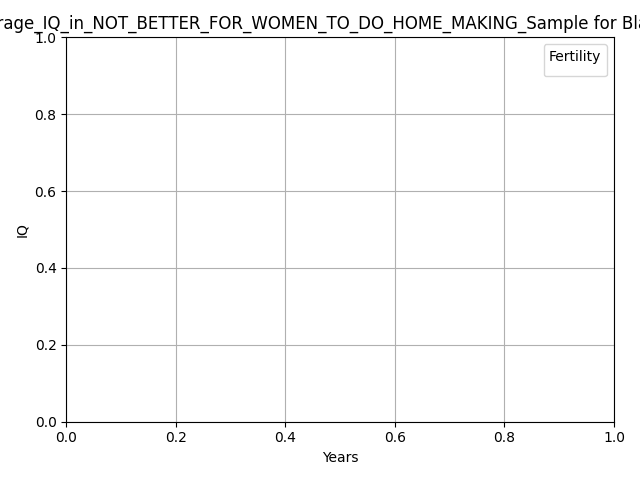 rage_IQ_in_NOT_BETTER_FOR_WOMEN_TO_DO_HOME_MAKING_Sample for Bla
Fertility
1.0
0.8
0.6
0.4
0.2
0.0
IQ
0.0 0.2 0.4 0.6 0.8 1.0
Years